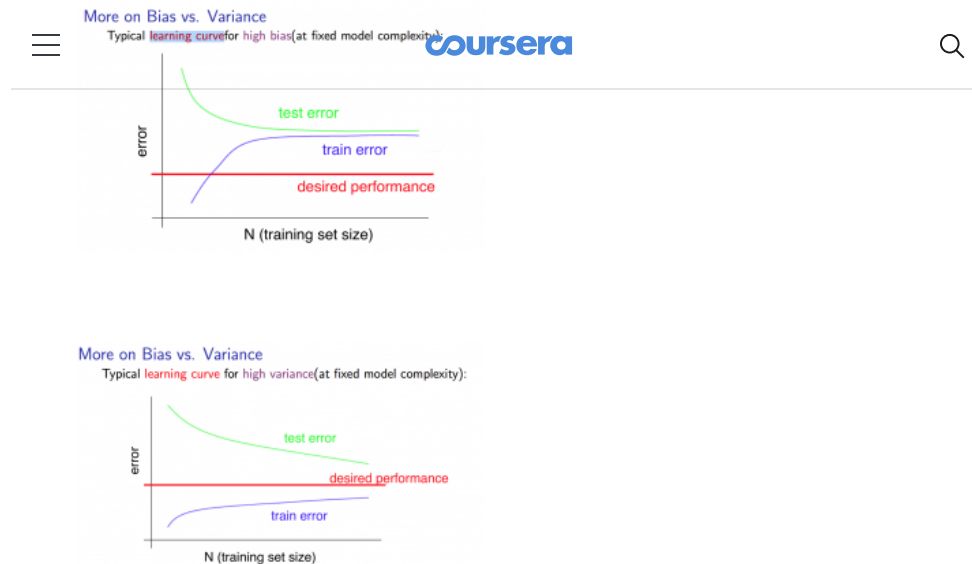 More on Bias vs. Variance
Typical learning curvefor high bias(at fixed model complexity):
coursera
test error
error
train error
desired performance
N (training set size)
More on Bias vs. Variance
Typical learning curve for high variance(at fixed model complexity):
test error
error
desired performance
train error
N (training set size)